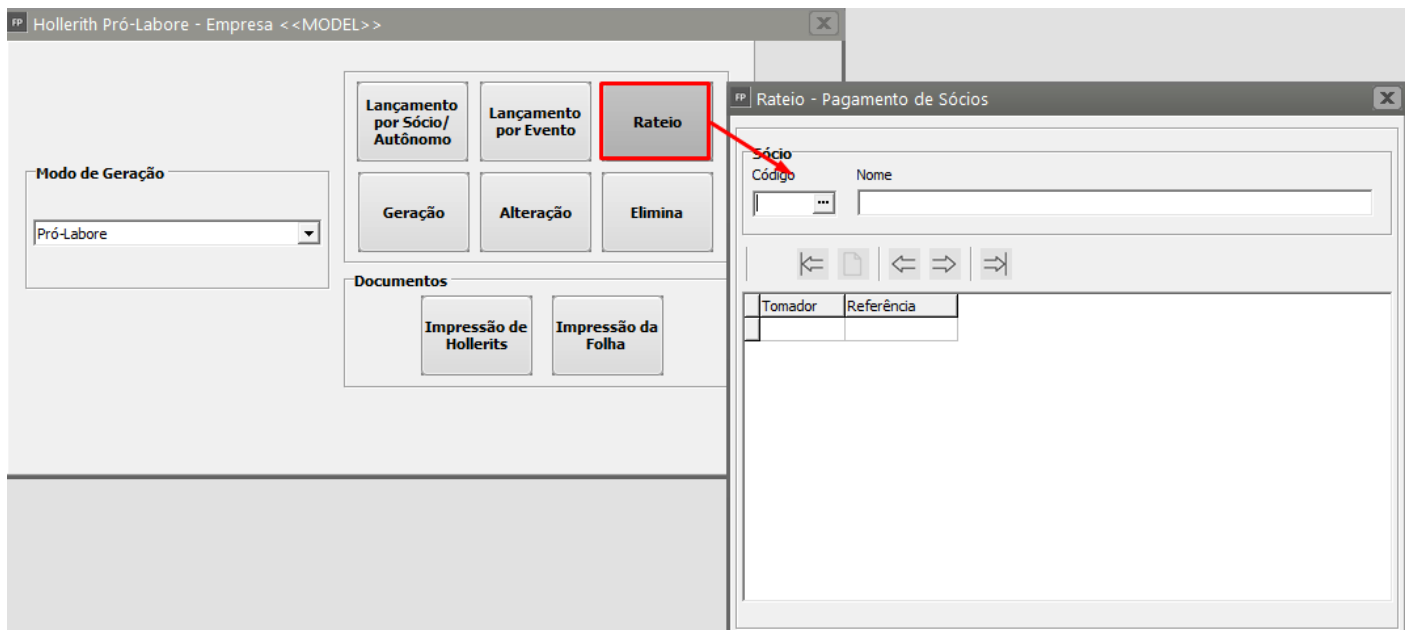 FP Hollerith Pró-Labore - Empresa <<MODEL>>
Lançamento
por Sócio/
Autônomo
Lançamento
por Evento
Rateio
Modo de Geração
Pró-Labore
Geração
Alteração
Elimina
Documentos
Impressão de
Hollerits
Impressão da
Folha
FP Rateio - Pagamento de Sócios
Sócio
Código
Nome
...
Tomador
Referência